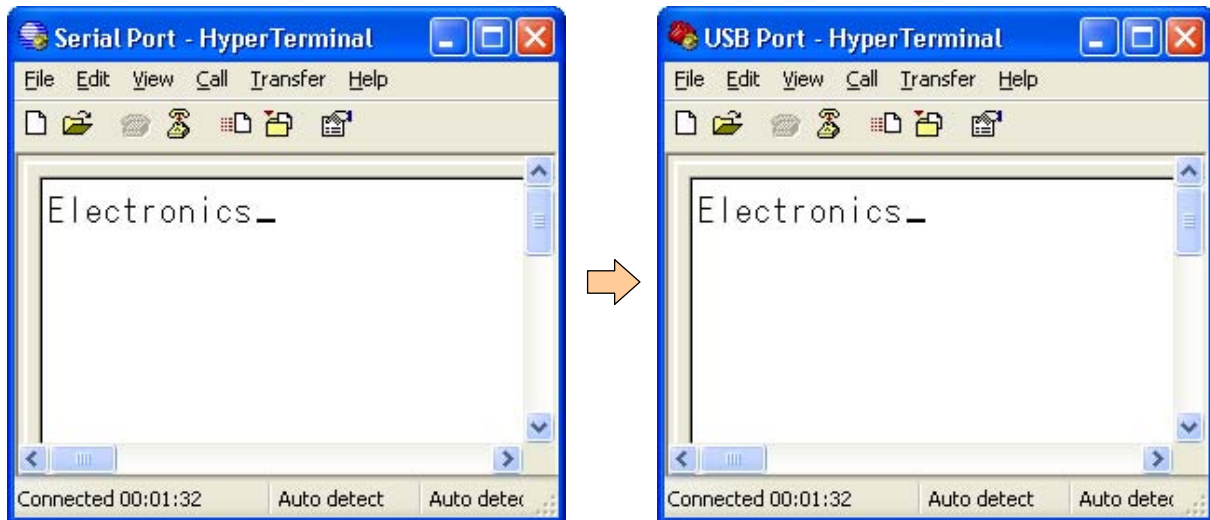 Serial Port - HyperTerminal
File Edit View Call Transfer Help
Electronics_
Connected 00:01:32 Auto detect Auto detec
USB Port - HyperTerminal
File Edit View Call Transfer Help
Electronics_
Connected 00:01:32 Auto detect Auto detec